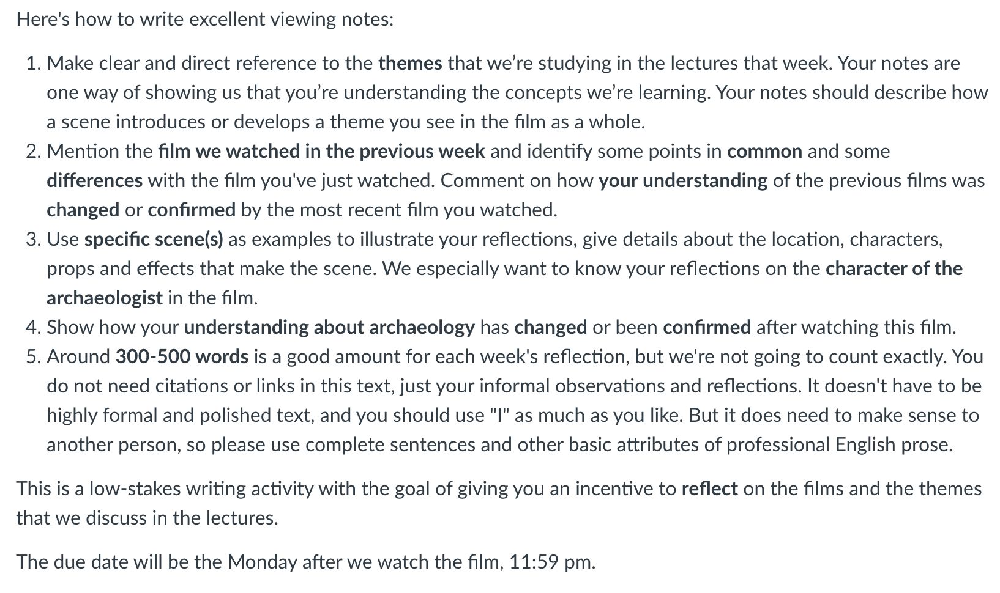 Here's how to write excellent viewing notes:
1. Make clear and direct reference to the themes that we’re studying in the lectures that week. Your notes are
one way of showing us that you’re understanding the concepts we’re learning. Your notes should describe how
a scene introduces or develops a theme you see in the film as a whole.
2. Mention the film we watched in the previous week and identify some points in common and some
differences with the film you've just watched. Comment on how your understanding of the previous films was
changed or confirmed by the most recent film you watched.
3. Use specific scene(s) as examples to illustrate your reflections, give details about the location, characters,
props and effects that make the scene. We especially want to know your reflections on the character of the
archaeologist in the film.
4. Show how your understanding about archaeology has changed or been confirmed after watching this film.
5. Around 300-500 words is a good amount for each week's reflection, but we're not going to count exactly. You
do not need citations or links in this text, just your informal observations and reflections. It doesn't have to be
highly formal and polished text, and you should use "I" as much as you like. But it does need to make sense to
another person, so please use complete sentences and other basic attributes of professional English prose.
This is a low-stakes writing activity with the goal of giving you an incentive to reflect on the films and the themes
that we discuss in the lectures.
The due date will be the Monday after we watch the film, 11:59 pm.